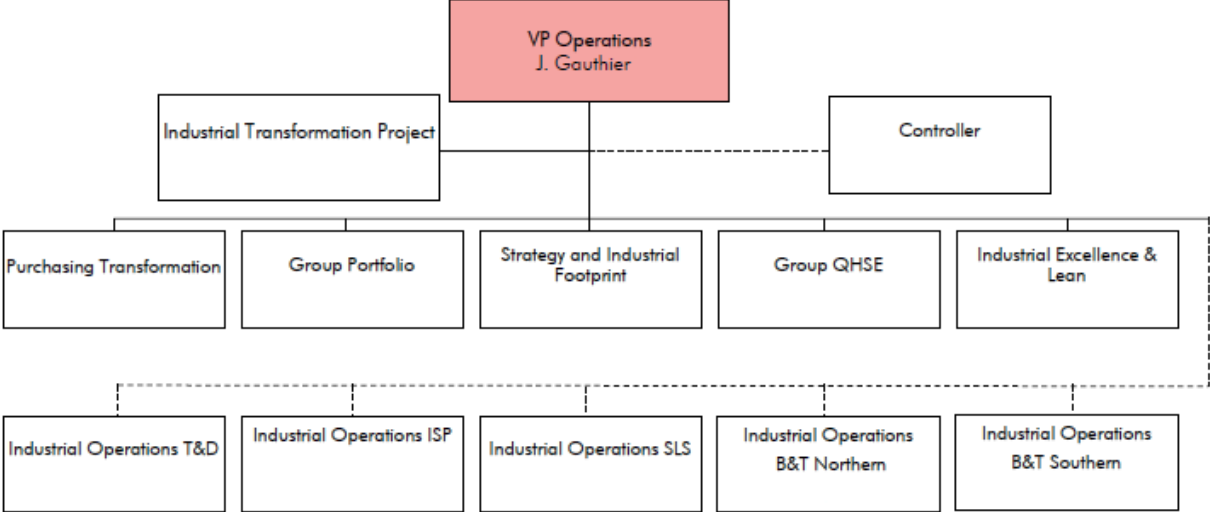 VP Operations
J. Gauthier
Industrial Transformation Project
Controller
Purchasing Transformation
Group Portfolio
Strategy and Industrial
Footprint
Group QHSE
Industrial Excellence &
Lean
Industrial Operations T&D
Industrial Operations ISP
Industrial Operations SLS
Industrial Operations
B&T Northern
Industrial Operations
B&T Southern